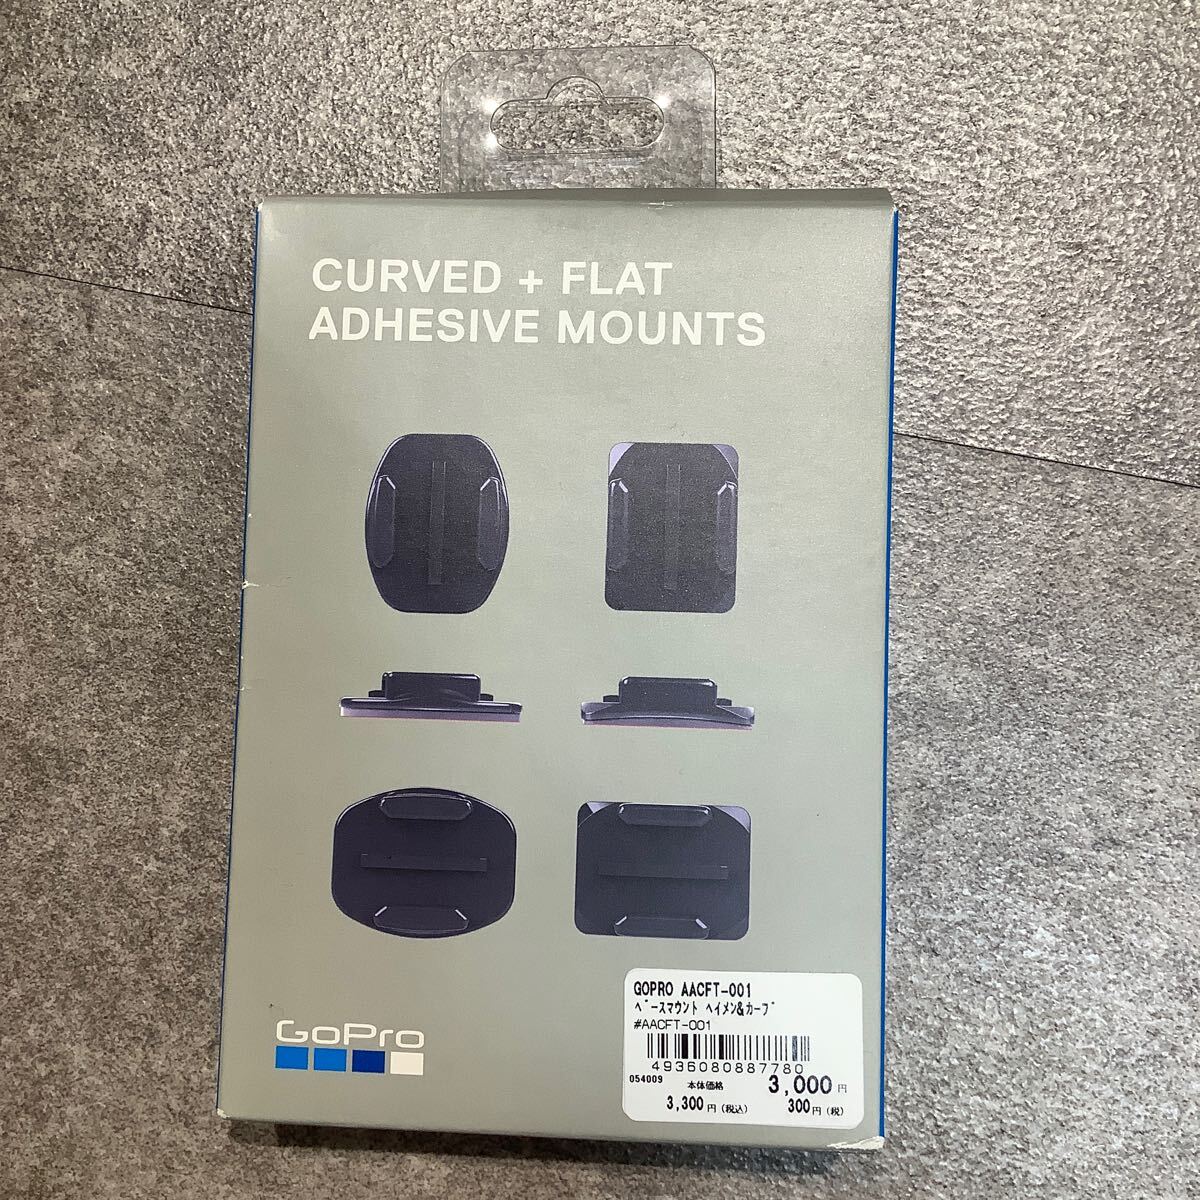 CURVED + FLAT
ADHESIVE MOUNTS
GoPro
GOPRO AACFT-001
ﾍﾞｰｽﾏｳﾝﾄ ﾍｲﾒﾝ&ｶｰﾌﾞ
#AACFT-001
4936080887780
054009 本体価格 3,000円
3,300円(税込) 300円(税)